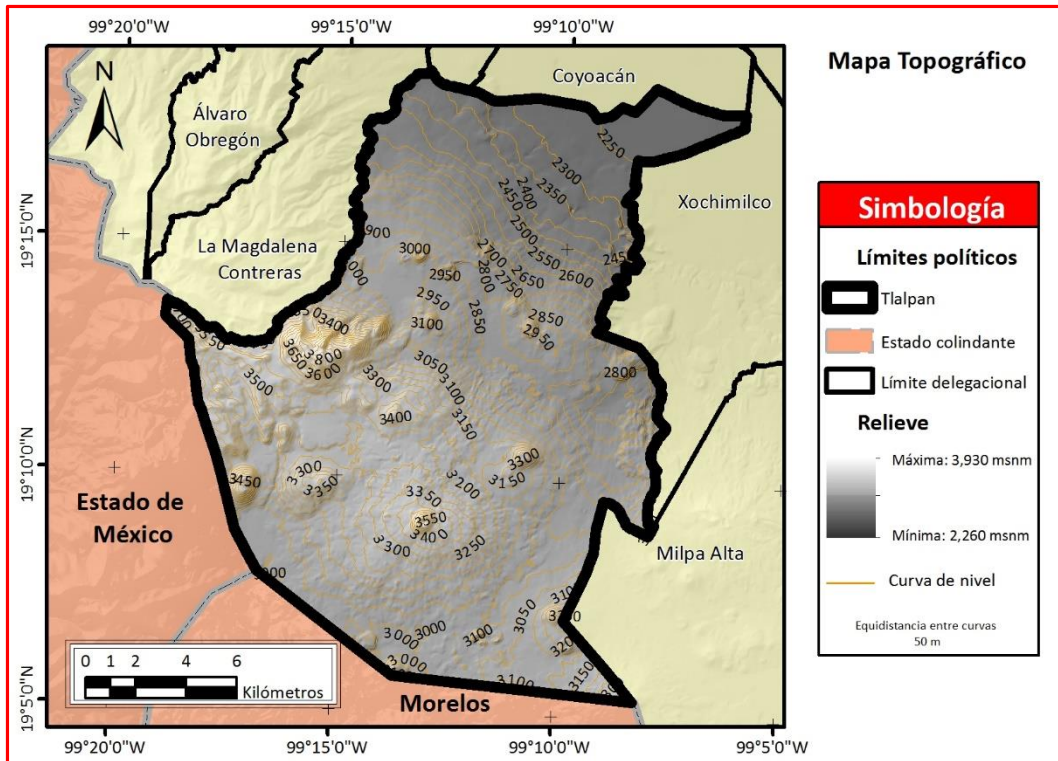 99°20'0"W
99°15'0"W
99°10'0"W
Mapa Topográfico
N
Coyoacán
Álvaro
Obregón
2250
2300
2350
2400
2450
2500
2550
2600
2650
2700
2750
2800
2850
2950
Xochimilco
19°15'0"N
La Magdalena
Contreras
900
3000
2950
2950
3100
2850
245
3400
3650
3600
3500
3300
3400
3050
3100
3150
2800
19°10'0"N
3450
3350
3200
3300
3350
3550
3400
3300
3250
Estado de
México
Milpa Alta
3050
3000
3100
3150
3100
Morelos
0 1 2 4 6
Kilómetros
19°5'0"N
99°20'0"W
99°15'0"W
99°10'0"W
99°5'0"W
Simbología
Límites políticos
Tlalpan
Estado colindante
Límite delegacional
Relieve
Máxima: 3,930 msnm
Mínima: 2,260 msnm
Curva de nivel
Equidistancia entre curvas
50 m